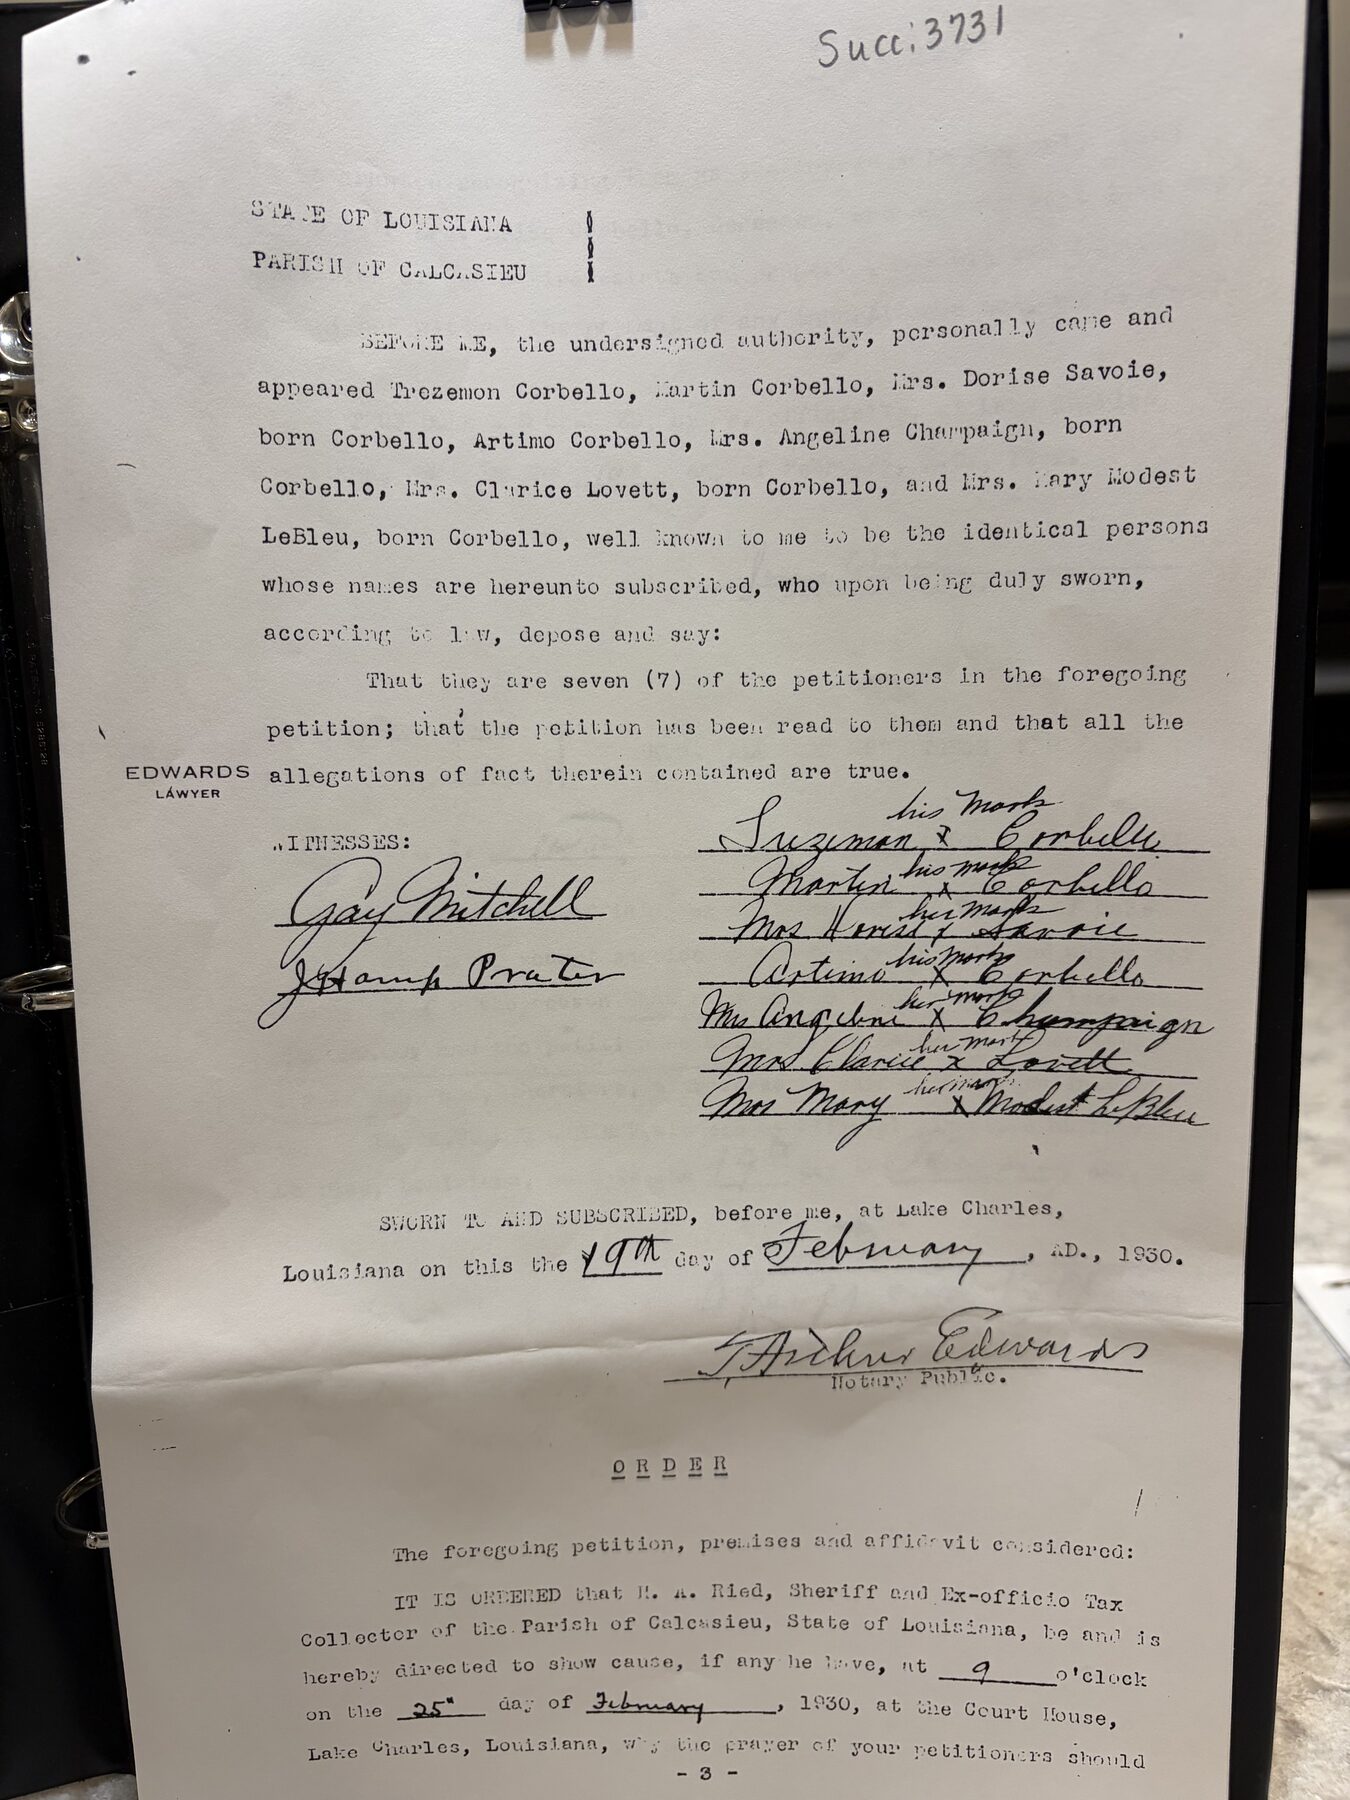 Succ. 3731
STATE OF LOUISIANA
PARISH OF CALCASIEU
BEFORE ME, the undersigned authority, personally came and
appeared Trezemon Corbello, Martin Corbello, Mrs. Dorise Savoie,
born Corbello, Artimo Corbello, Mrs. Angeline Champaign, born
Corbello, Mrs. Clarice Lovett, born Corbello, and Mrs. Mary Modest
LeBleu, born Corbello, well known to me to be the identical persons
whose names are hereunto subscribed, who upon being duly sworn,
according to law, depose and say:
That they are seven (7) of the petitioners in the foregoing
petition; that the petition has been read to them and that all the
allegations of fact therein contained are true.
EDWARDS
LAWYER
WITNESSES:
Gay Mitchell
J Hamp Prater
his mark
Truzemon x Corbello
his mark
Martin x Corbello
her mark
Mrs Dorise x Savoie
his mark
Artimo x Corbello
her mark
Mrs Angeline x Champaign
her mark
Mrs. Clarice x Lovett
her mark
Mrs Mary x Modest LeBleu
SWORN TO AND SUBSCRIBED, before me, at Lake Charles,
Louisiana on this the 19th day of February, AD., 1930.
T. Arthur Edwards
Notary Public.
ORDER
The foregoing petition, premises and affidavit considered:
IT IS ORDERED that H. A. Ried, Sheriff and Ex-officio Tax
Collector of the Parish of Calcasieu, State of Louisiana, be and is
hereby directed to show cause, if any he have, at 9 o'clock
on the 25" day of February, 1930, at the Court House,
Lake Charles, Louisiana, why the prayer of your petitioners should
- 3 -